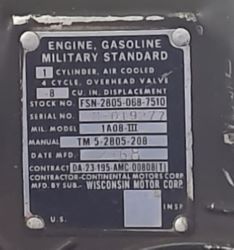 ENGINE, GASOLINE
MILITARY STANDARD
1 CYLINDER, AIR COOLED
4 CYCLE, OVERHEAD VALVE
8 CU. IN. DISPLACEMENT
STOCK NO. FSN-2805-068-7510
SERIAL NO.
MIL. MODEL 1A08-III
MANUAL TM 5-2805-208
DATE MFD.
CONTRACT DA 23 195 AMC 00808(T)
CONTRACTOR-CONTINENTAL MOTORS CORP.
MFG. BY SUB.- WISCONSIN MOTOR CORP.
INSP
U.S.